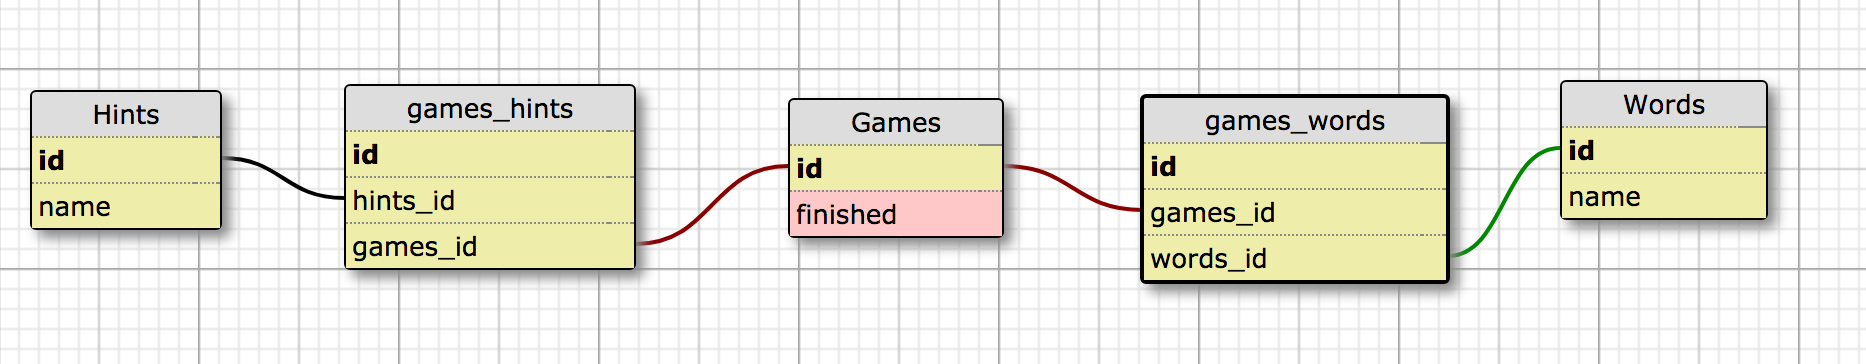 Hints
id
name
games_hints
id
hints_id
games_id
Games
id
finished
games_words
id
games_id
words_id
Words
id
name